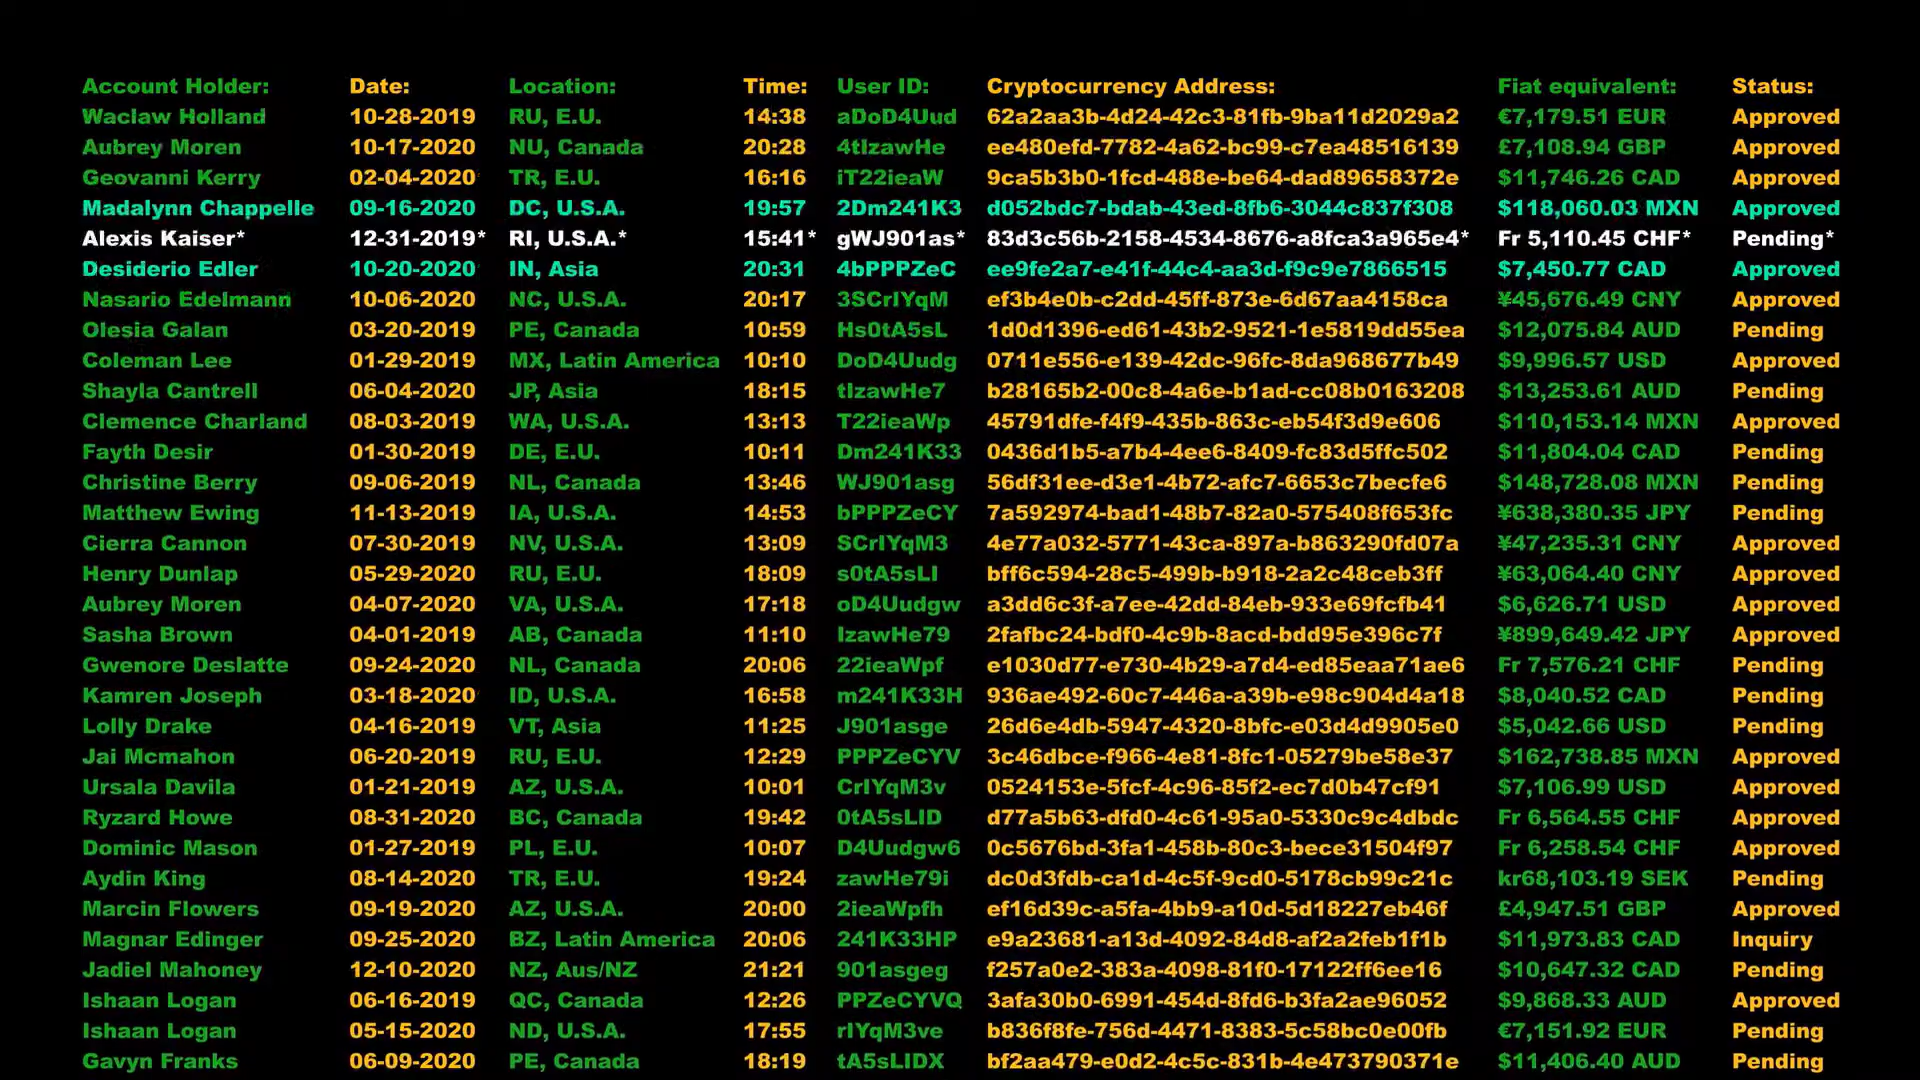 Account Holder: Date: Location: Time: User ID: Cryptocurrency Address: Fiat equivalent: Status:
Waclaw Holland 10-28-2019 RU, E.U. 14:38 aDoD4Uud 62a2aa3b-4d24-42c3-81fb-9ba11d2029a2 €7,179.51 EUR Approved
Aubrey Moren 10-17-2020 NU, Canada 20:28 4tIzawHe ee480efd-7782-4a62-bc99-c7ea48516139 £7,108.94 GBP Approved
Geovanni Kerry 02-04-2020 TR, E.U. 16:16 iT22ieaW 9ca5b3b0-1fcd-488e-be64-dad89658372e $11,746.26 CAD Approved
Madalynn Chappelle 09-16-2020 DC, U.S.A. 19:57 2Dm241K3 d052bdc7-bdab-43ed-8fb6-3044c837f308 $118,060.03 MXN Approved
Alexis Kaiser* 12-31-2019* RI, U.S.A.* 15:41* gWJ901as* 83d3c56b-2158-4534-8676-a8fca3a965e4* Fr 5,110.45 CHF* Pending*
Desiderio Edler 10-20-2020 IN, Asia 20:31 4bPPPZeC ee9fe2a7-e41f-44c4-aa3d-f9c9e7866515 $7,450.77 CAD Approved
Nasario Edelmann 10-06-2020 NC, U.S.A. 20:17 3SCrIYqM ef3b4e0b-c2dd-45ff-873e-6d67aa4158ca ¥45,676.49 CNY Approved
Olesia Galan 03-20-2019 PE, Canada 10:59 Hs0tA5sL 1d0d1396-ed61-43b2-9521-1e5819dd55ea $12,075.84 AUD Pending
Coleman Lee 01-29-2019 MX, Latin America 10:10 DoD4Uudg 0711e556-e139-42dc-96fc-8da968677b49 $9,996.57 USD Approved
Shayla Cantrell 06-04-2020 JP, Asia 18:15 tIzawHe7 b28165b2-00c8-4a6e-b1ad-cc08b0163208 $13,253.61 AUD Pending
Clemence Charland 08-03-2020 WA, U.S.A. 13:13 T22ieaWp 45791dfe-f4f9-435b-863c-eb54f3d9e606 $110,153.14 MXN Approved
Fayth Desir 01-30-2019 DE, E.U. 10:11 Dm241K33 0436d1b5-a7b4-4ee6-8409-fc83d5ffc502 $11,804.04 CAD Pending
Christine Berry 09-06-2020 NL, Canada 13:46 WJ901asg 56df31ee-d3e1-4b72-afc7-6653c7becfe6 $148,728.08 MXN Pending
Matthew Ewing 11-13-2019 IA, U.S.A. 14:53 bPPPZeCY 7a592974-bad1-48b7-82a0-575408f653fc ¥638,380.35 JPY Pending
Cierra Cannon 07-30-2019 NV, U.S.A. 13:09 SCrIYqM3 4e77a032-5771-43ca-897a-b863290fd07a ¥47,235.31 CNY Approved
Henry Dunlap 05-29-2020 RU, E.U. 18:09 s0tA5sLI bff6c594-28c5-499b-b918-2a2c48ceb3ff ¥63,064.40 CNY Approved
Aubrey Moren 04-07-2020 VA, U.S.A. 17:18 oD4Uudgw a3dd6c3f-a7ee-42dd-84eb-933e69fcfb41 $6,626.71 USD Approved
Sasha Brown 04-01-2019 AB, Canada 11:10 IzawHe79 2fafbc24-bdf0-4c9b-8acd-bdd95e396c7f ¥899,649.42 JPY Approved
Gwenore Deslatte 09-24-2020 NL, Canada 20:06 22ieaWpf e1030d77-e730-4b29-a7d4-ed85eaa71ae6 Fr 7,576.21 CHF Pending
Kamren Joseph 03-18-2020 ID, U.S.A. 16:58 m241K33H 936ae492-60c7-446a-a39b-e98c904d4a18 $8,040.52 CAD Pending
Lolly Drake 04-16-2019 VT, Asia 11:25 J901asge 26d6e4db-5947-4320-8bfc-e03d4d9905e0 $5,042.66 USD Pending
Jai Mcmahon 06-20-2019 RU, E.U. 12:29 PPPZeCYV 3c46dbce-f966-4e81-8fc1-05279be58e37 $162,738.85 MXN Approved
Ursala Davila 01-21-2019 AZ, U.S.A. 10:01 CrIYqM3v 0524153e-5fcf-4c96-85f2-ec7d0b47cf91 $7,106.99 USD Approved
Ryzard Howe 08-31-2020 BC, Canada 19:42 0tA5sLID d77a5b63-dfd0-4c61-95a0-5330c9c4dbdc Fr 6,564.55 CHF Approved
Dominic Mason 01-27-2019 PL, E.U. 10:07 D4Uudgw6 0c5676bd-3fa1-458b-80c3-bece31504f97 Fr 6,258.54 CHF Approved
Aydin King 08-14-2020 TR, E.U. 19:24 zawHe79i dc0d3fdb-ca1d-4c5f-9cd0-5178cb99c21c kr68,103.19 SEK Pending
Marcin Flowers 09-19-2020 AZ, U.S.A. 20:00 2ieaWpfh ef16d39c-a5fa-4bb9-a10d-5d18227eb46f £4,947.51 GBP Approved
Magnar Edinger 09-25-2020 BZ, Latin America 20:06 241K33HP e9a23681-a13d-4092-84d8-af2a2feb1f1b $11,973.83 CAD Inquiry
Jadiel Mahoney 12-10-2020 NZ, Aus/NZ 21:21 901asgeg f257a0e2-383a-4098-81f0-17122ff6ee16 $10,647.32 CAD Pending
Ishaan Logan 06-16-2019 QC, Canada 12:26 PPZeCYVQ 3afa30b0-6991-454d-8fd6-b3fa2ae96052 $9,868.33 AUD Approved
Ishaan Logan 05-15-2020 ND, U.S.A. 17:55 rIYqM3ve b836f8fe-756d-4471-8383-5c58bc0e00fb €7,151.92 EUR Pending
Gavyn Franks 06-09-2020 PE, Canada 18:19 tA5sLIDX bf2aa479-e0d2-4c5c-831b-4e473790371e $11,406.40 AUD Pending